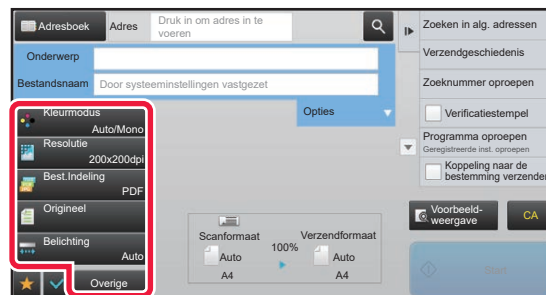 Adresboek
Adres
Druk in om adres in te
voeren
Onderwerp
Bestandsnaam
Door systeeminstellingen vastgezet
Opties
Kleurmodus
Auto/Mono
Resolutie
200x200dpi
Best.Indeling
PDF
Origineel
Belichting
Auto
Overige
Scanformaat
Auto
A4
100%
Verzendformaat
Auto
A4
Zoeken in alg. adressen
Verzendgeschiedenis
Zoeknummer oproepen
Verificatiestempel
Programma oproepen
Geregistreerde inst. oproepen
Koppeling naar de
bestemming verzenden
Voorbeeld-
weergave
CA
Start